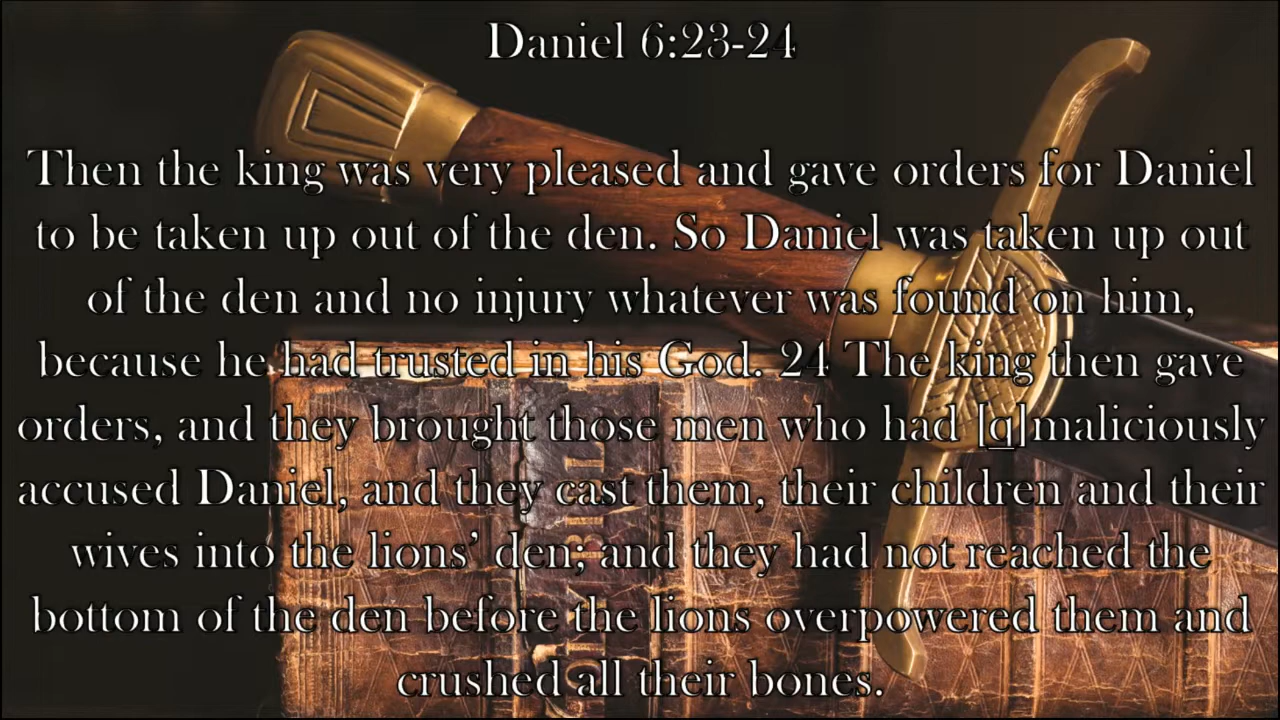 Daniel 6:23-24
Then the king was very pleased and gave orders for Daniel
to be taken up out of the den. So Daniel was taken up out
of the den and no injury whatever was found on him,
because he had trusted in his God. 24 The king then gave
orders, and they brought those men who had [q]maliciously
accused Daniel, and they cast them, their children and their
wives into the lions’ den; and they had not reached the
bottom of the den before the lions overpowered them and
crushed all their bones.